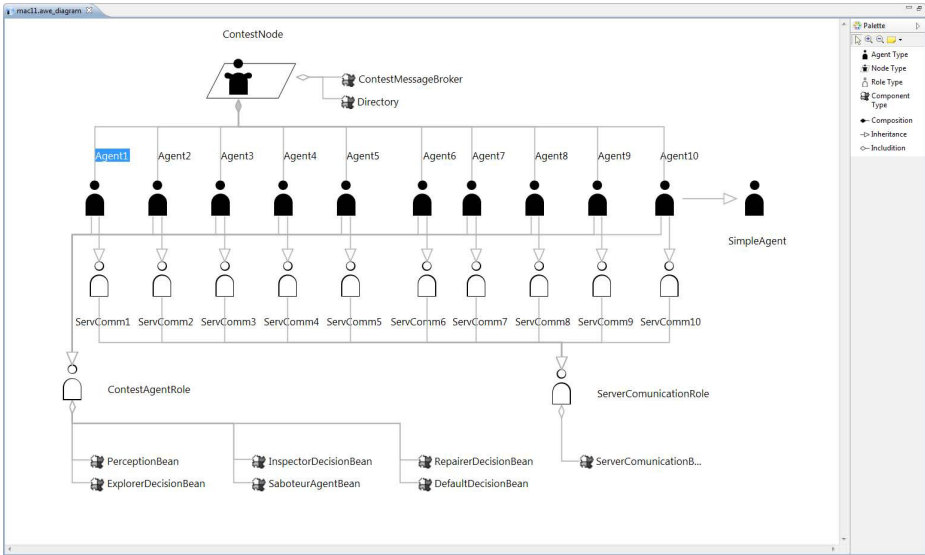 mac11.awe_diagram
ContestNode
ContestMessageBroker
Directory
Agent1 Agent2 Agent3 Agent4 Agent5 Agent6 Agent7 Agent8 Agent9 Agent10
SimpleAgent
ServComm1 ServComm2 ServComm3 ServComm4 ServComm5 ServComm6 ServComm7 ServComm8 ServComm9 ServComm10
ContestAgentRole
ServerComunicationRole
PerceptionBean InspectorDecisionBean RepairerDecisionBean ServerComunicationB...
ExplorerDecisionBean SaboteurAgentBean DefaultDecisionBean
Palette
Agent Type
Node Type
Role Type
Component
Type
Composition
Inheritance
Includition